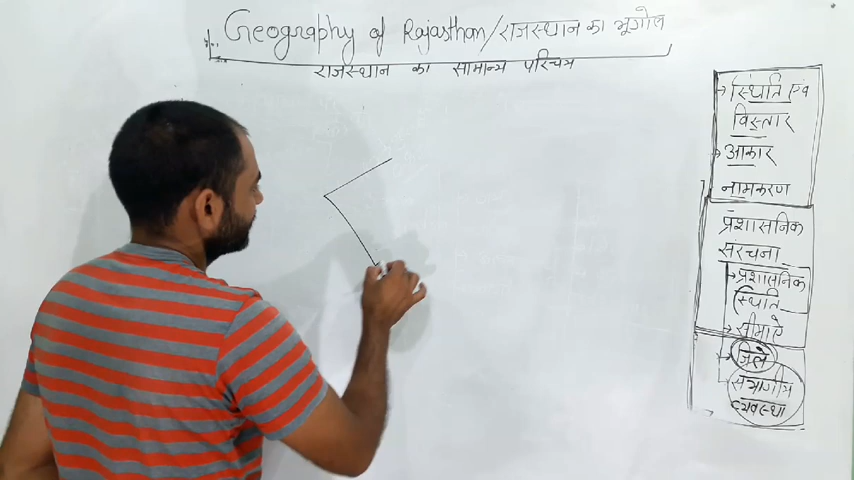 Geography of Rajasthan/राजस्थान का भूगोल
राजस्थान का सामान्य परिचय
→ स्थिति एवं
विस्तार
→ आकार
नामकरण
प्रशासनिक
संरचना
→ प्रशासनिक
स्थिति
→ सीमाऐ
→ जिले
→ संभागीय
व्यवस्था